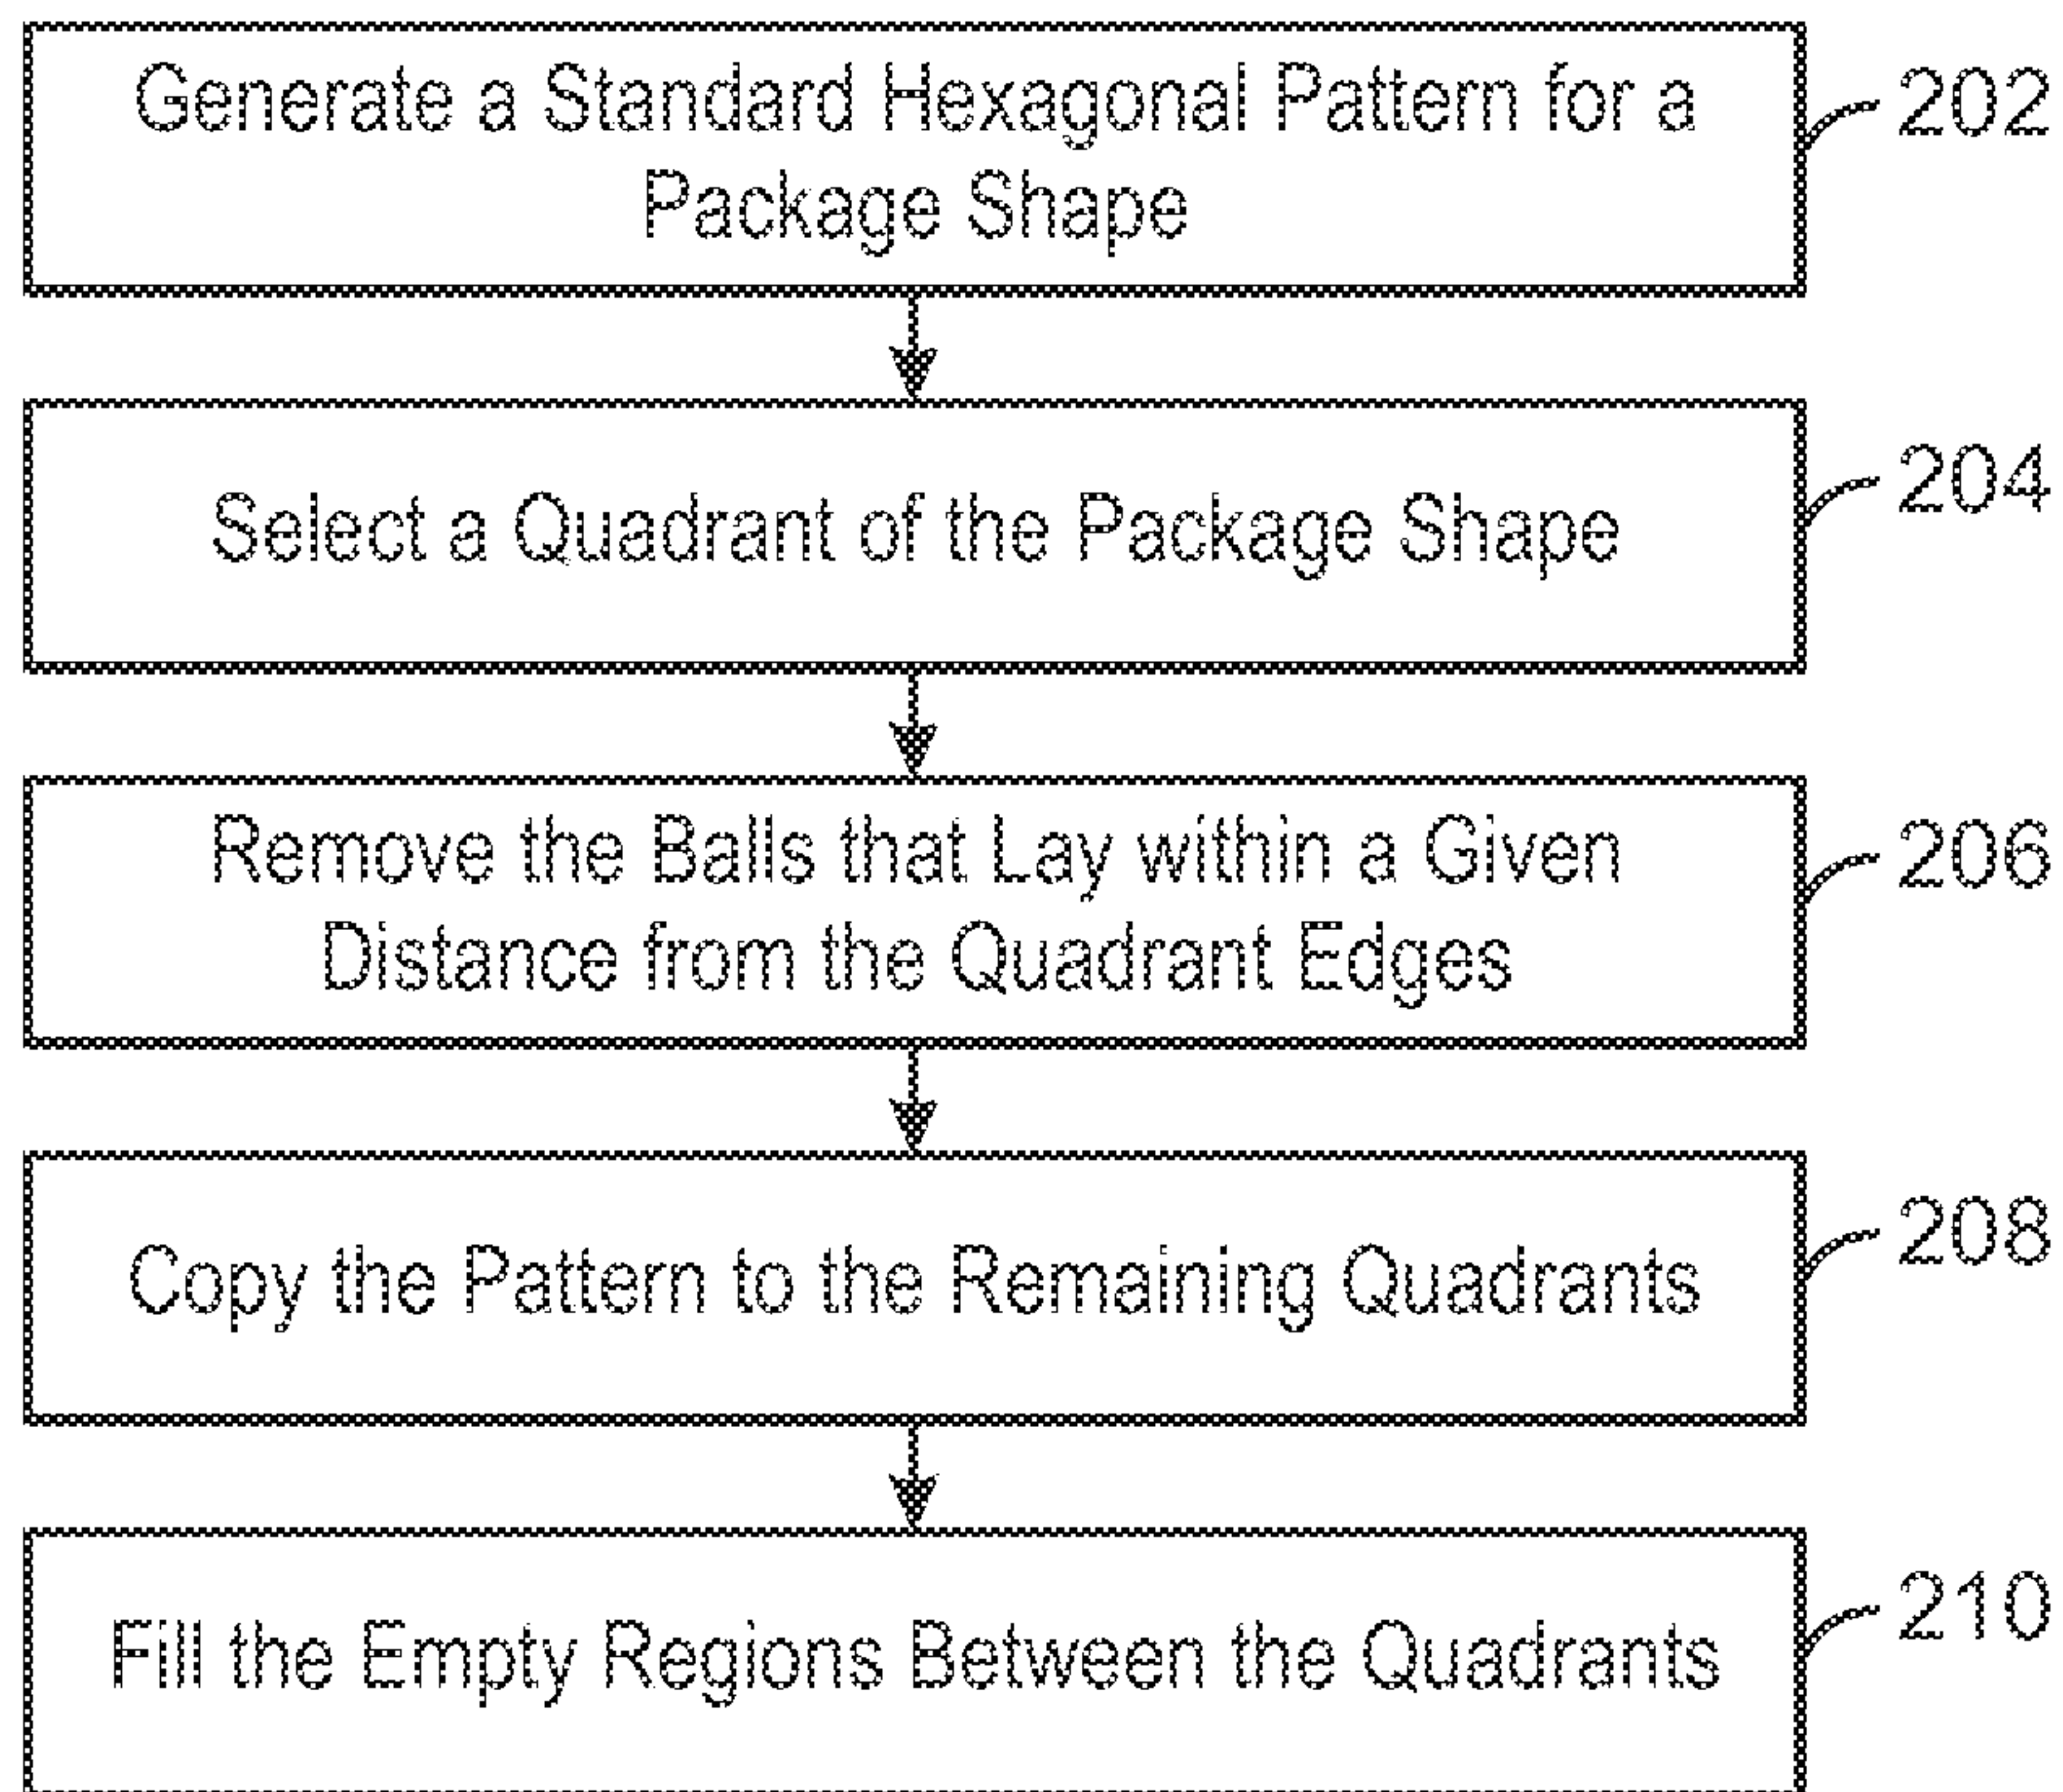 Generate a Standard Hexagonal Pattern for a
Package Shape
202
Select a Quadrant of the Package Shape
204
Remove the Balls that Lay within a Given
Distance from the Quadrant Edges
206
Copy the Pattern to the Remaining Quadrants
208
Fill the Empty Regions Between the Quadrants
210